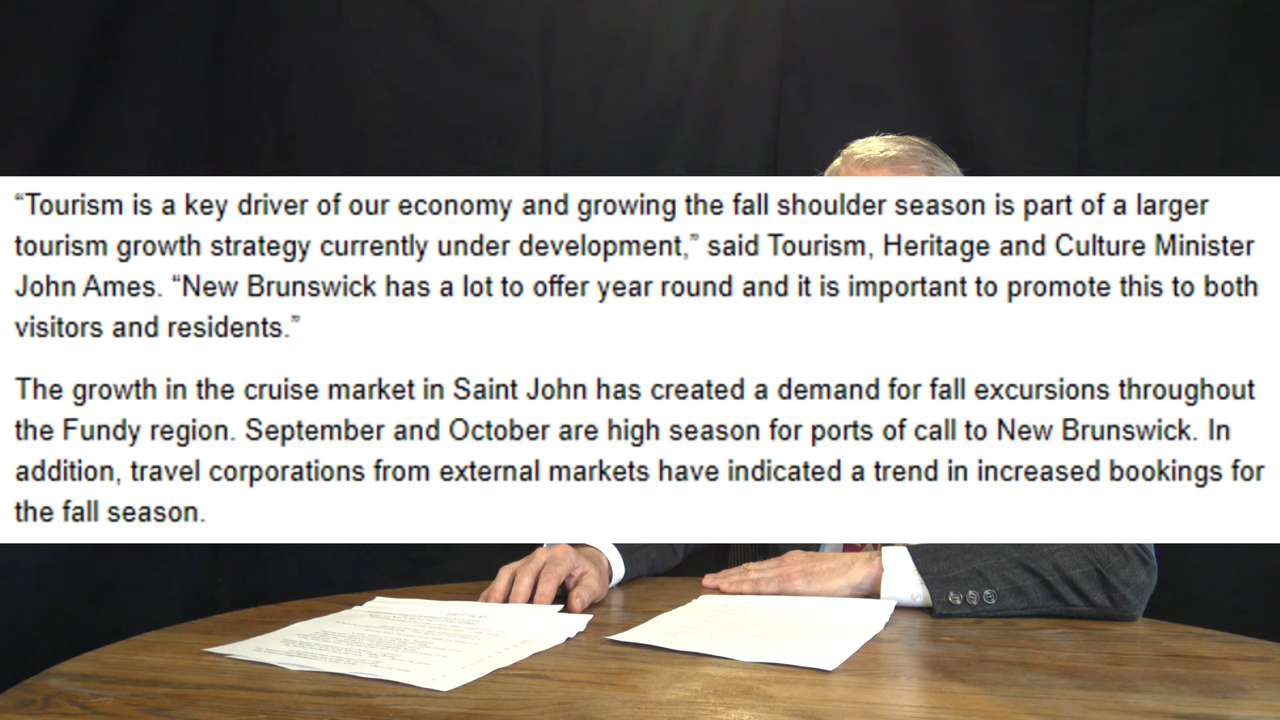 “Tourism is a key driver of our economy and growing the fall shoulder season is part of a larger
tourism growth strategy currently under development,” said Tourism, Heritage and Culture Minister
John Ames. “New Brunswick has a lot to offer year round and it is important to promote this to both
visitors and residents.”
The growth in the cruise market in Saint John has created a demand for fall excursions throughout
the Fundy region. September and October are high season for ports of call to New Brunswick. In
addition, travel corporations from external markets have indicated a trend in increased bookings for
the fall season.